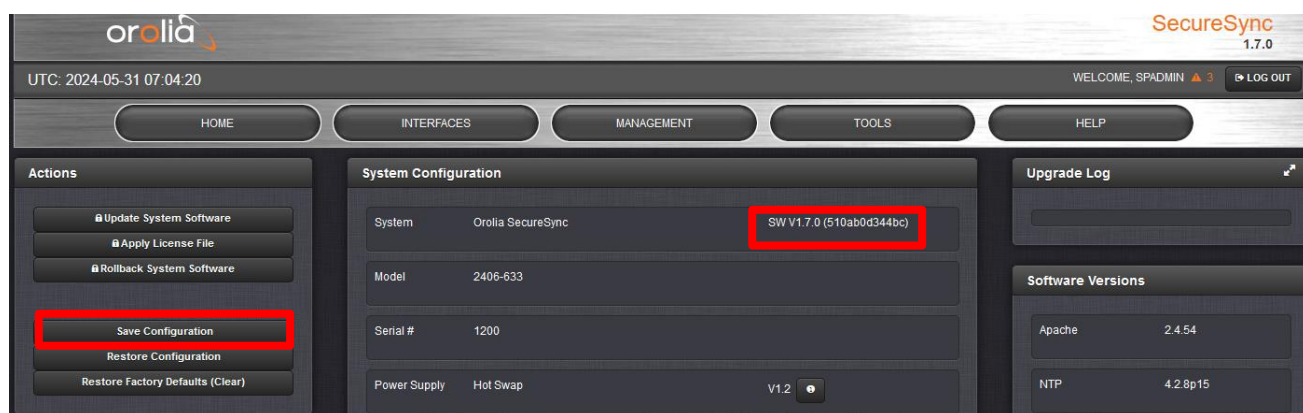 orolia
SecureSync
1.7.0
UTC: 2024-05-31 07:04:20
WELCOME, SPADMIN 3 LOG OUT
HOME INTERFACES MANAGEMENT TOOLS HELP
Actions
Update System Software
Apply License File
Rollback System Software
Save Configuration
Restore Configuration
Restore Factory Defaults (Clear)
System Configuration
System Orolia SecureSync SW V1.7.0 (510ab0d344bc)
Model 2406-633
Serial # 1200
Power Supply Hot Swap V1.2
Upgrade Log
Software Versions
Apache 2.4.54
NTP 4.2.8p15